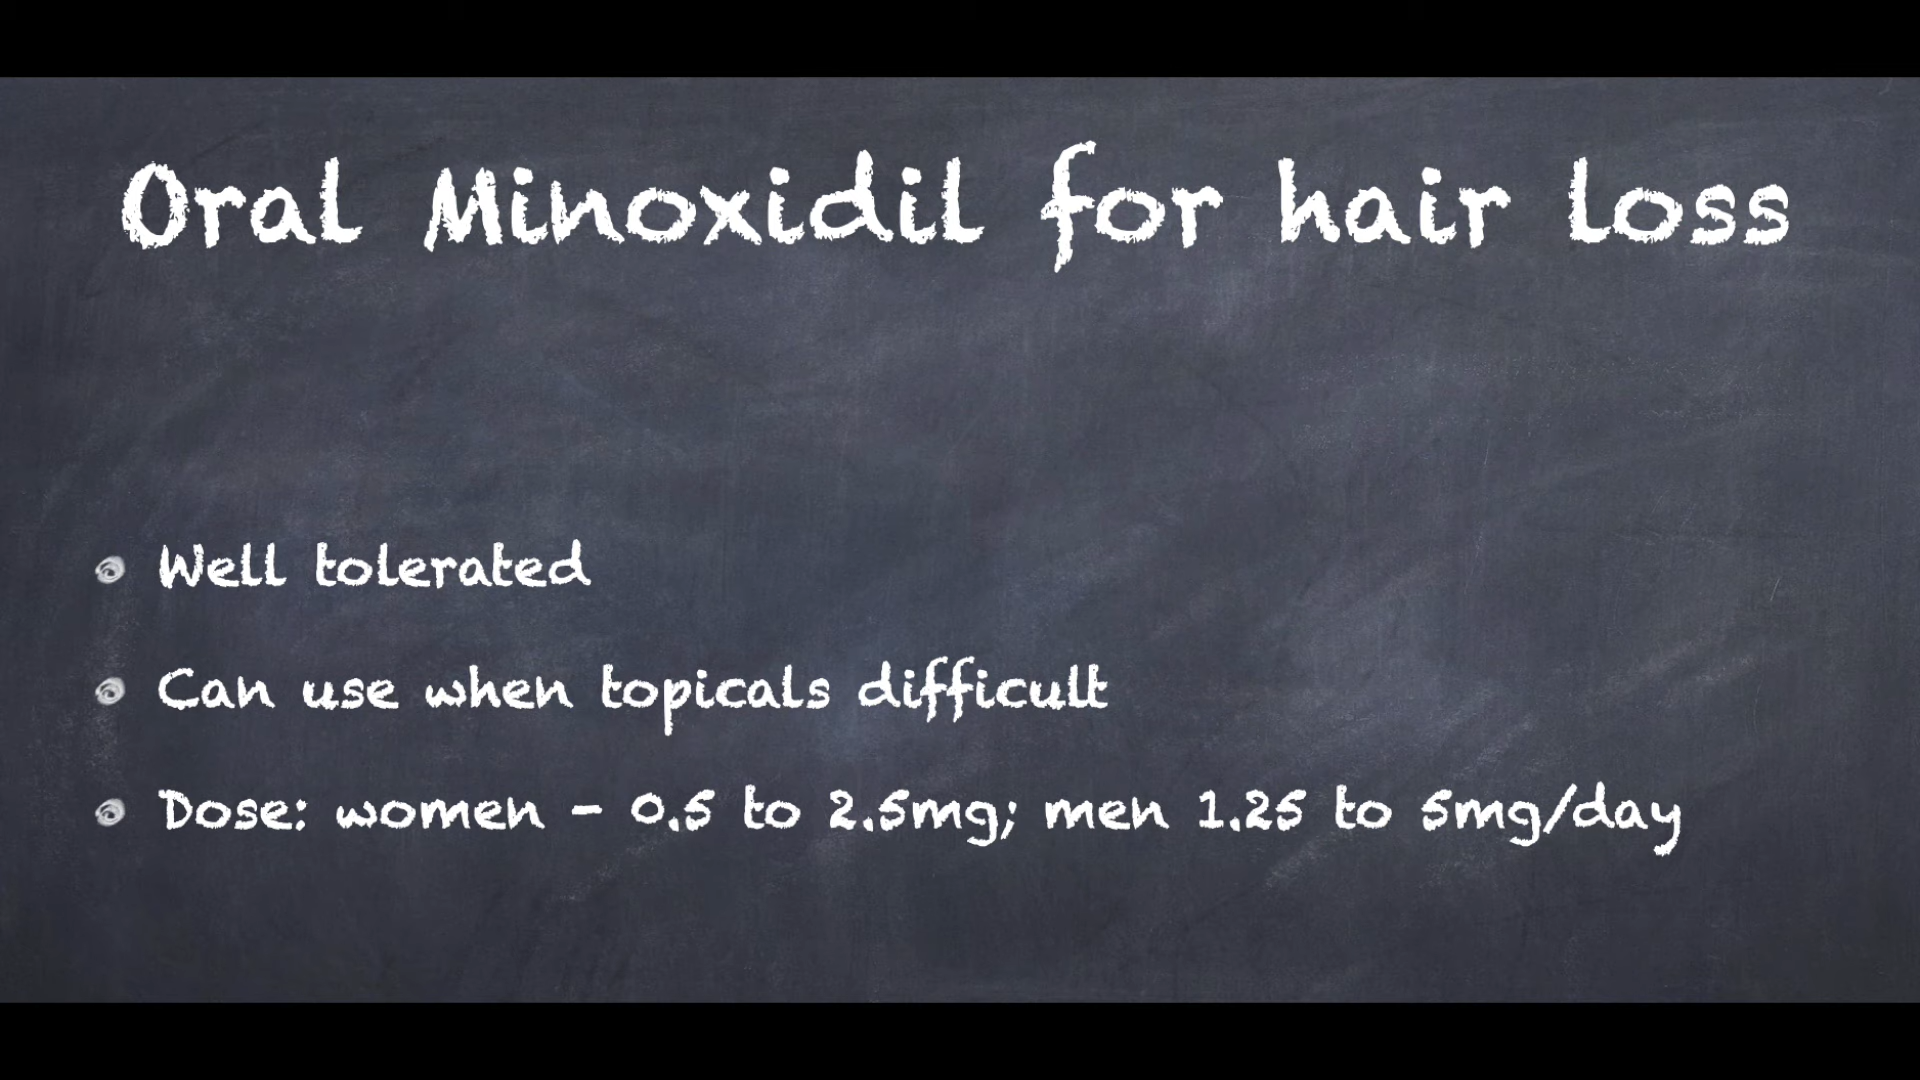 Oral Minoxidil for hair loss
Well tolerated
Can use when topicals difficult
Dose: women - 0.5 to 2.5mg; men 1.25 to 5mg/day